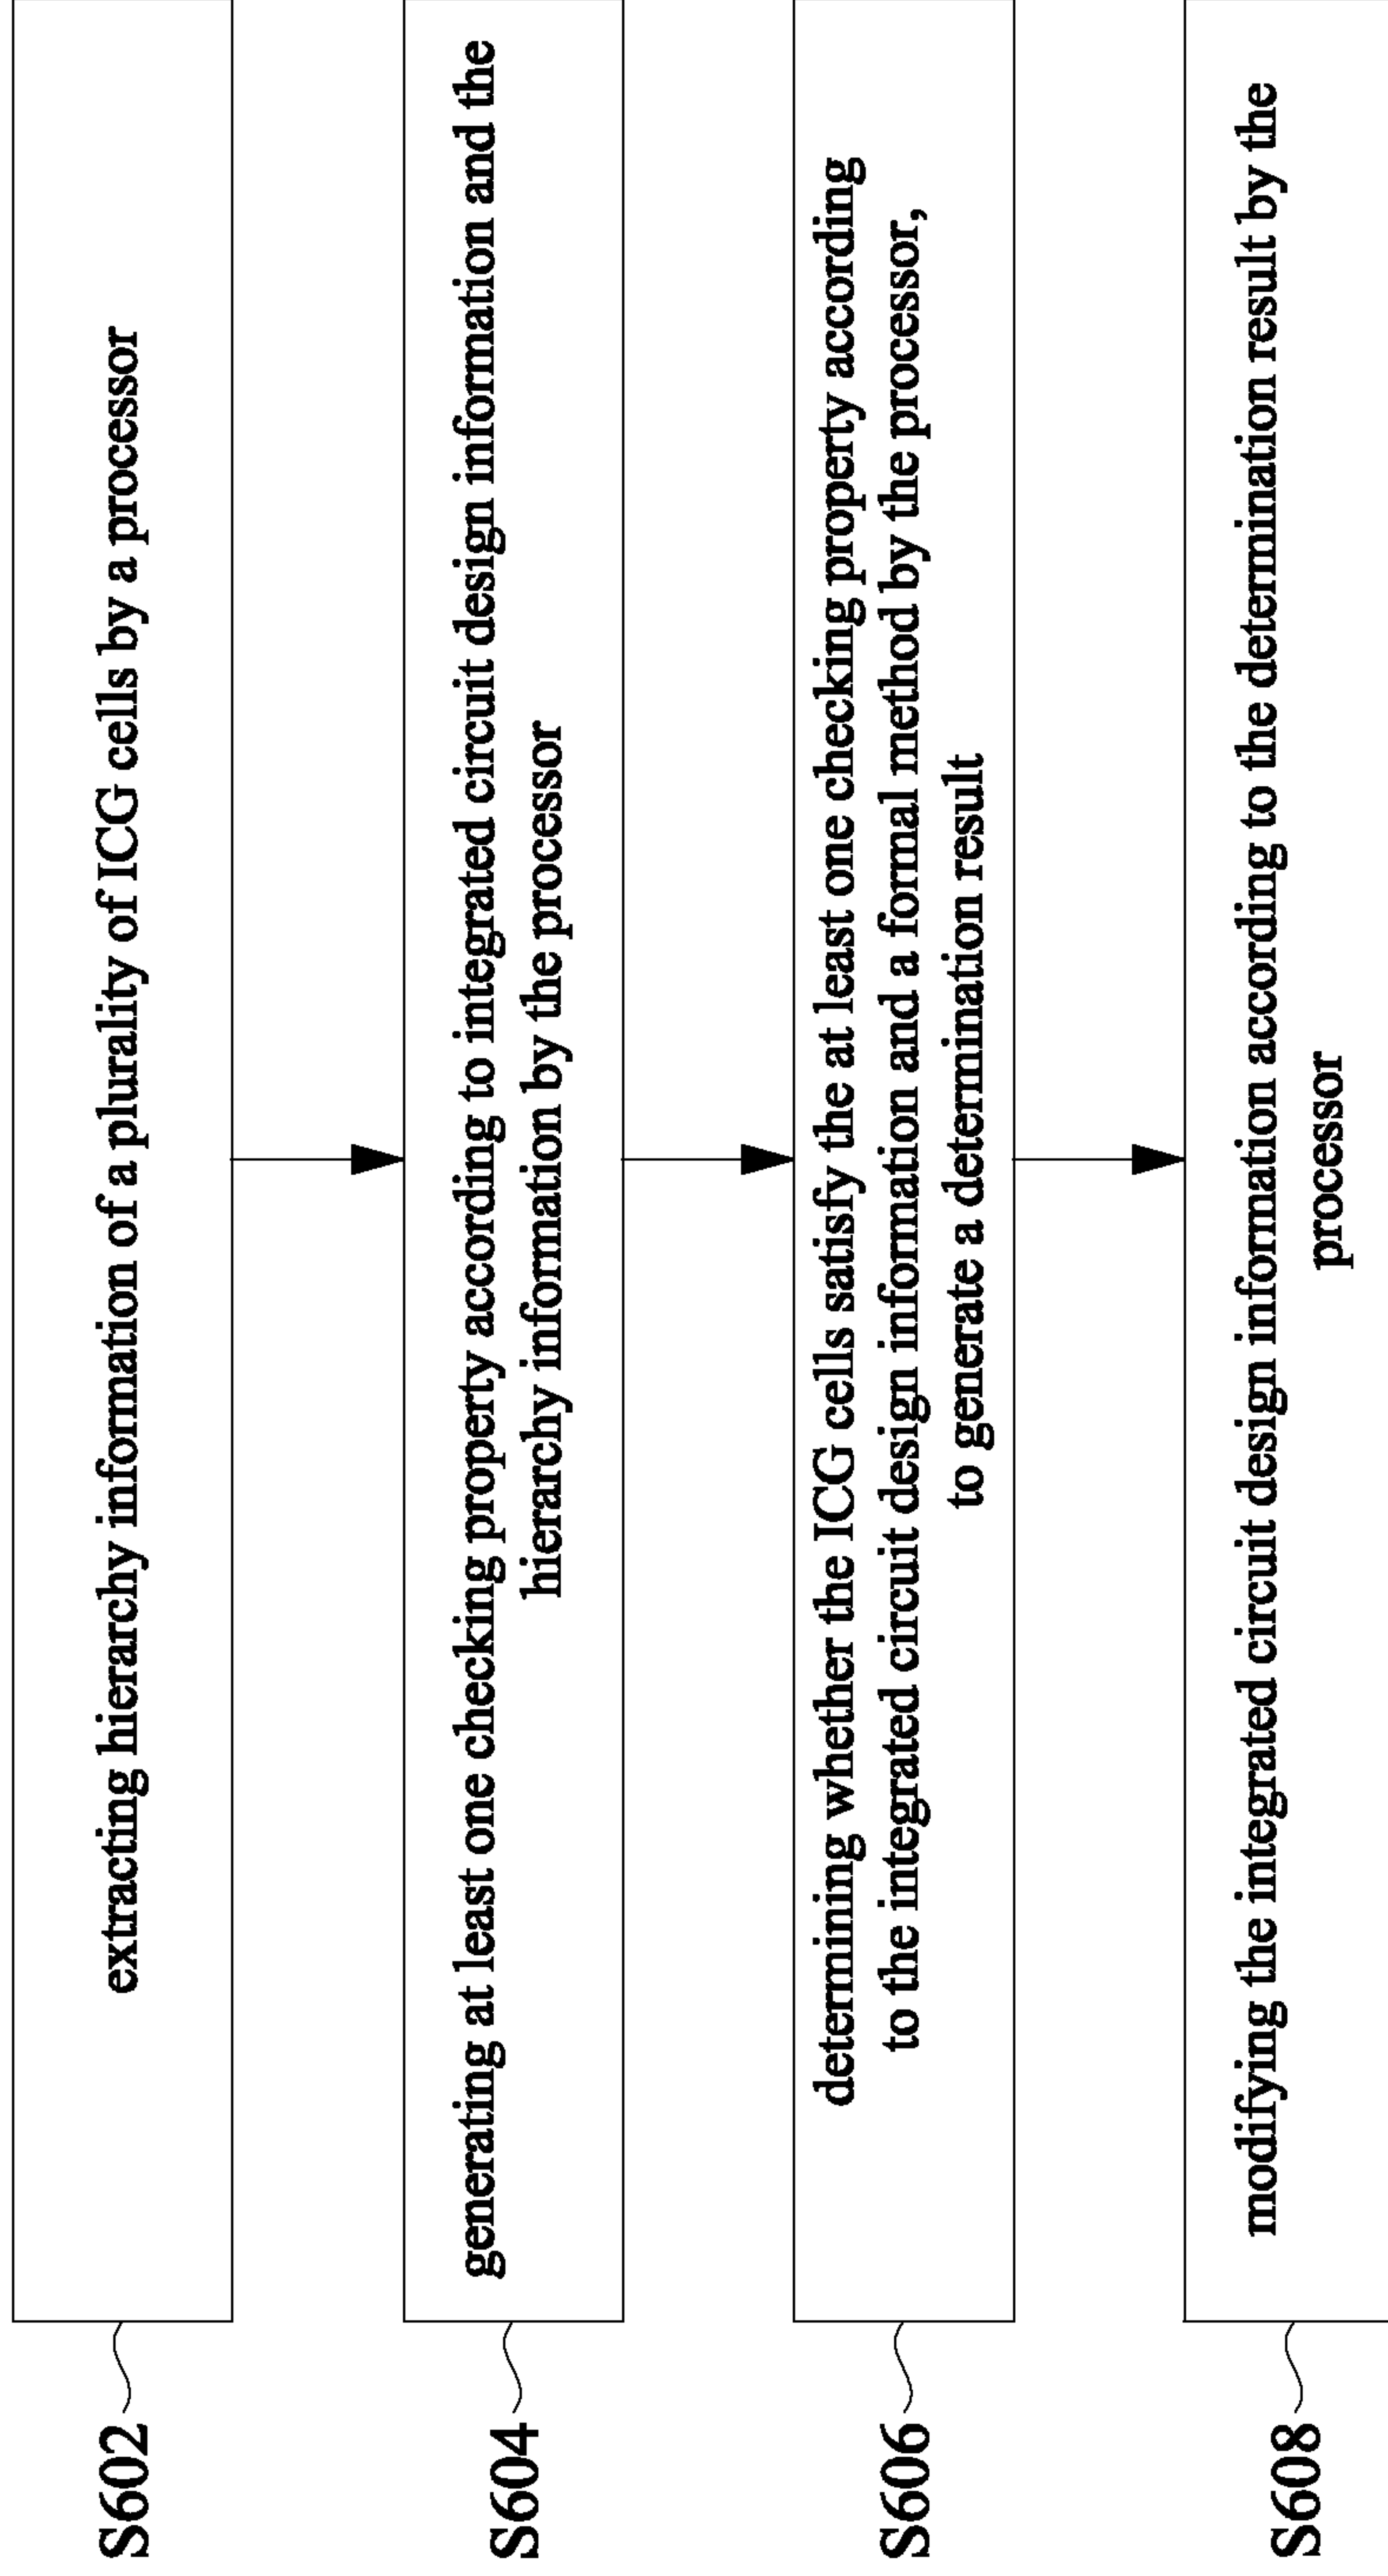 S602
extracting hierarchy information of a plurality of ICG cells by a processor
S604
generating at least one checking property according to integrated circuit design information and the
hierarchy information by the processor
S606
determining whether the ICG cells satisfy the at least one checking property according
to the integrated circuit design information and a formal method by the processor,
to generate a determination result
S608
modifying the integrated circuit design information according to the determination result by the
processor